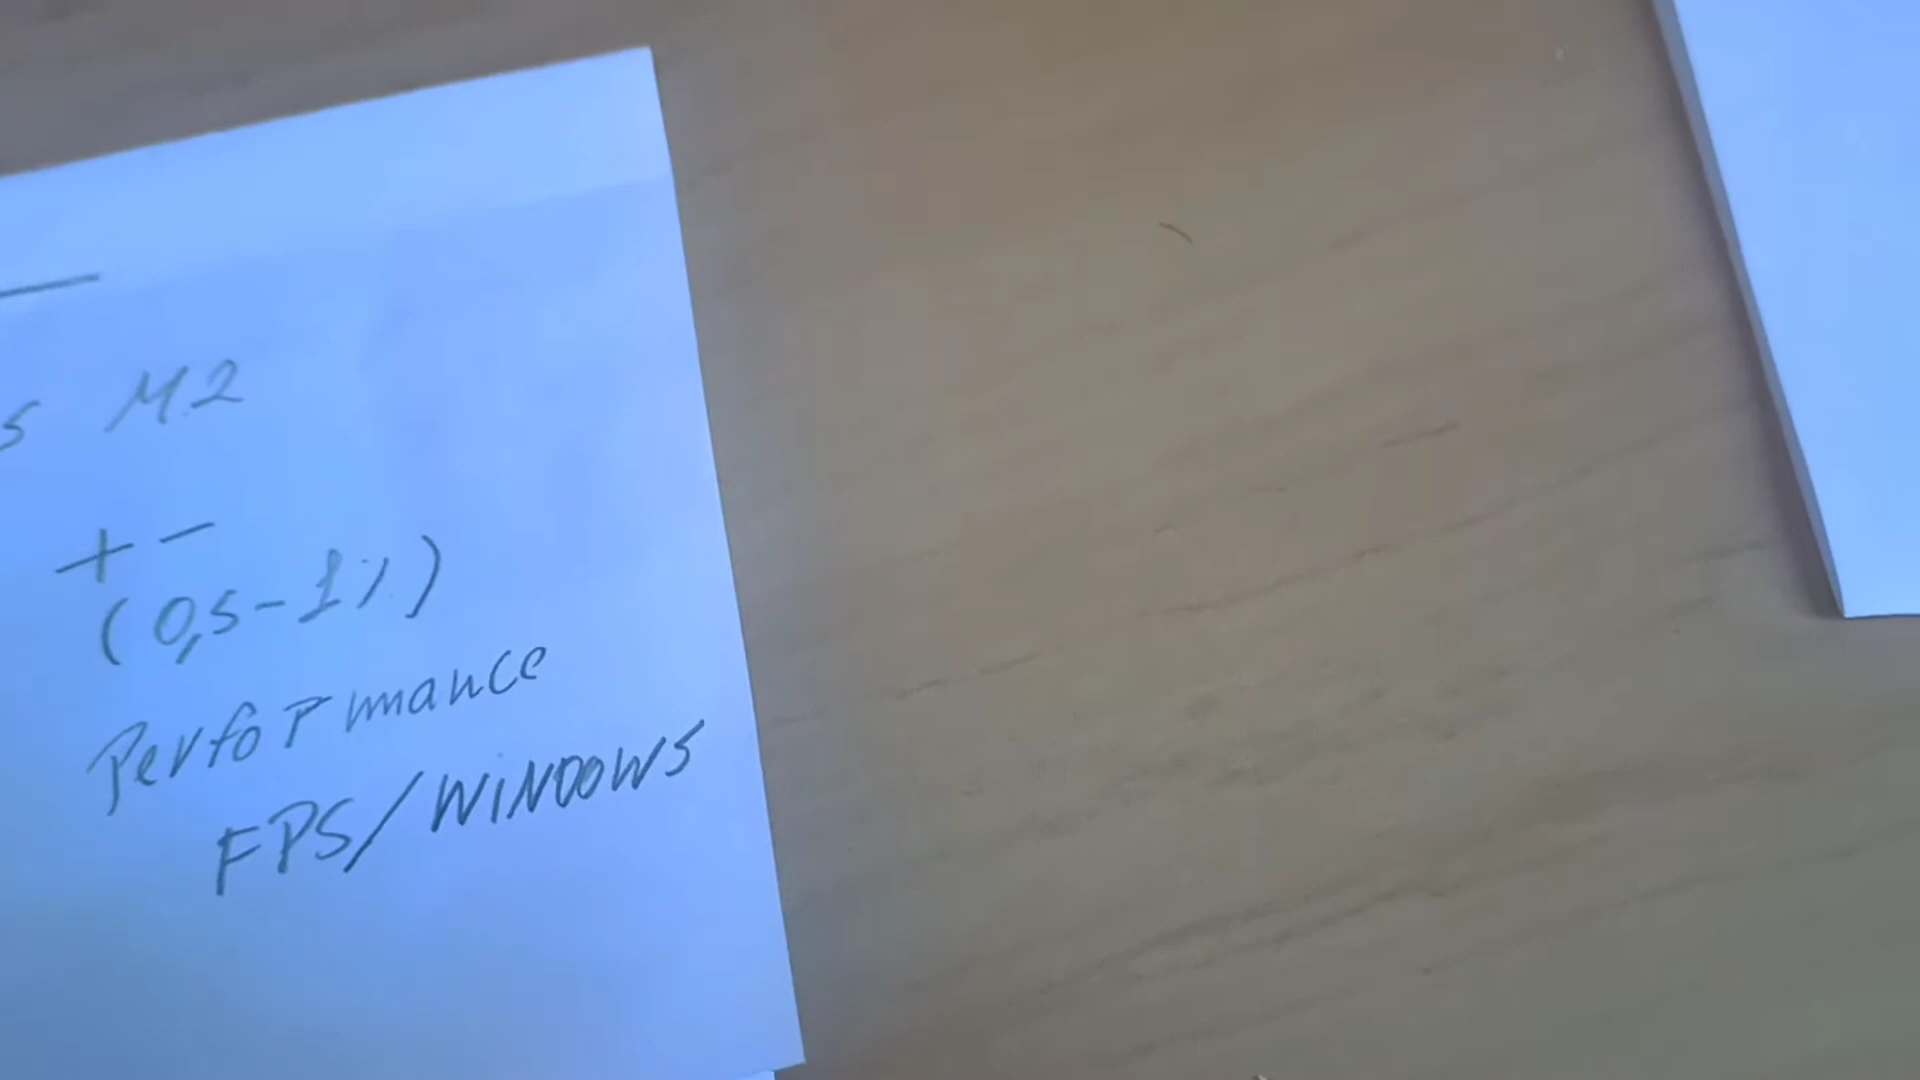 s M.2
+ -
(0,5-1%)
Performance
FPS/WINDOWS